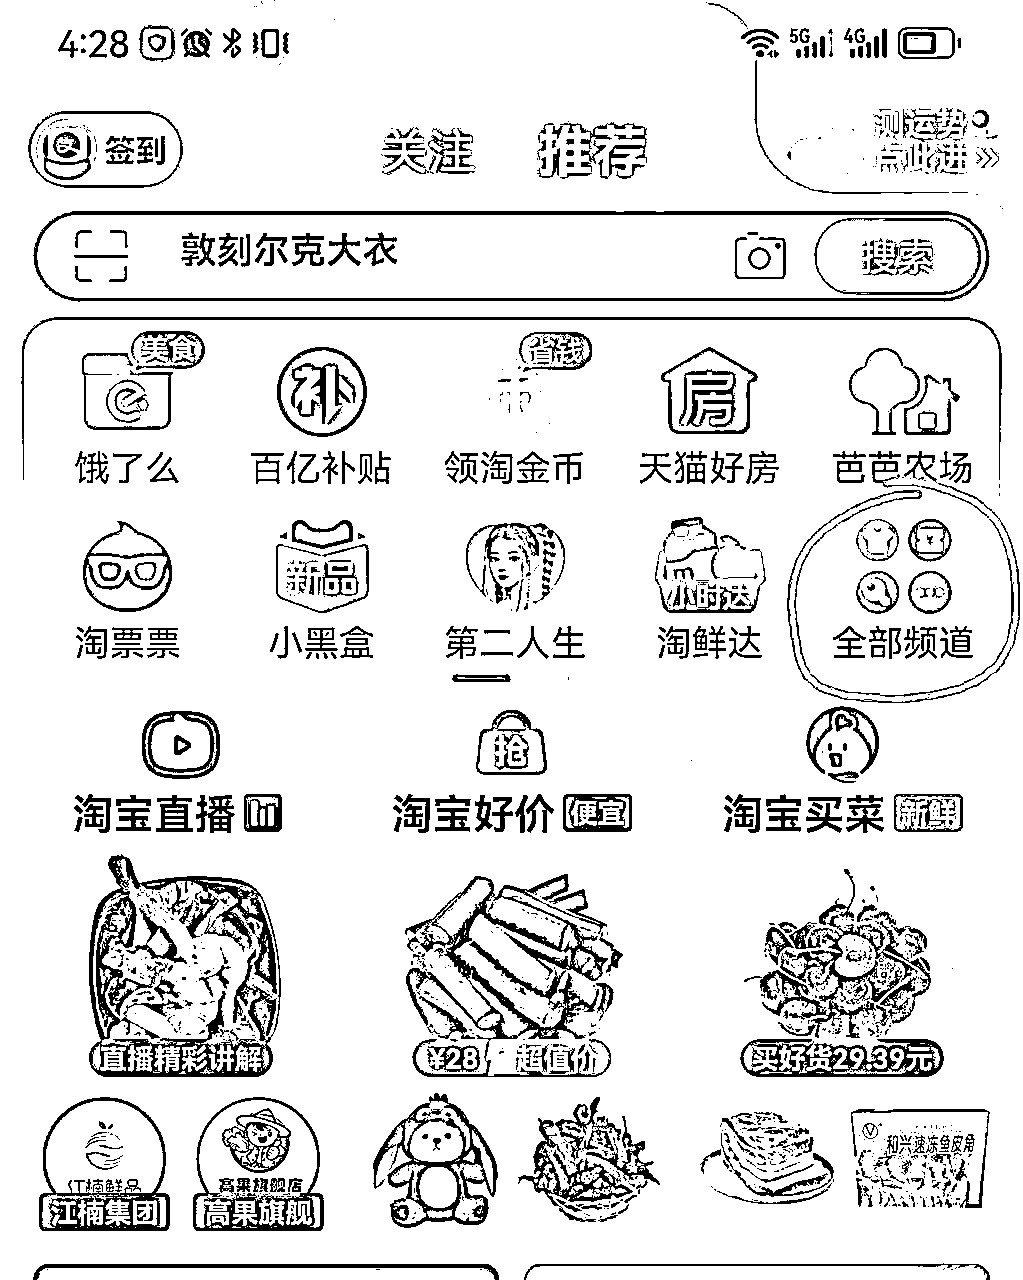 4:28 5G 4G
签到 关注 推荐 测运势
点此进 »
敦刻尔克大衣 搜索
美食 省钱
补 房
饿了么 百亿补贴 领淘金币 天猫好房 芭芭农场
新品 小时送
淘票票 小黑盒 第二人生 淘鲜达 全部频道
抢
淘宝直播 淘宝好价 便宜 淘宝买菜 新鲜
直播精彩讲解 ¥28 超值价 买好货29.39元
和兴速冻鱼皮角
江楠鲜品 高果旗舰店
江楠集团 高果旗舰